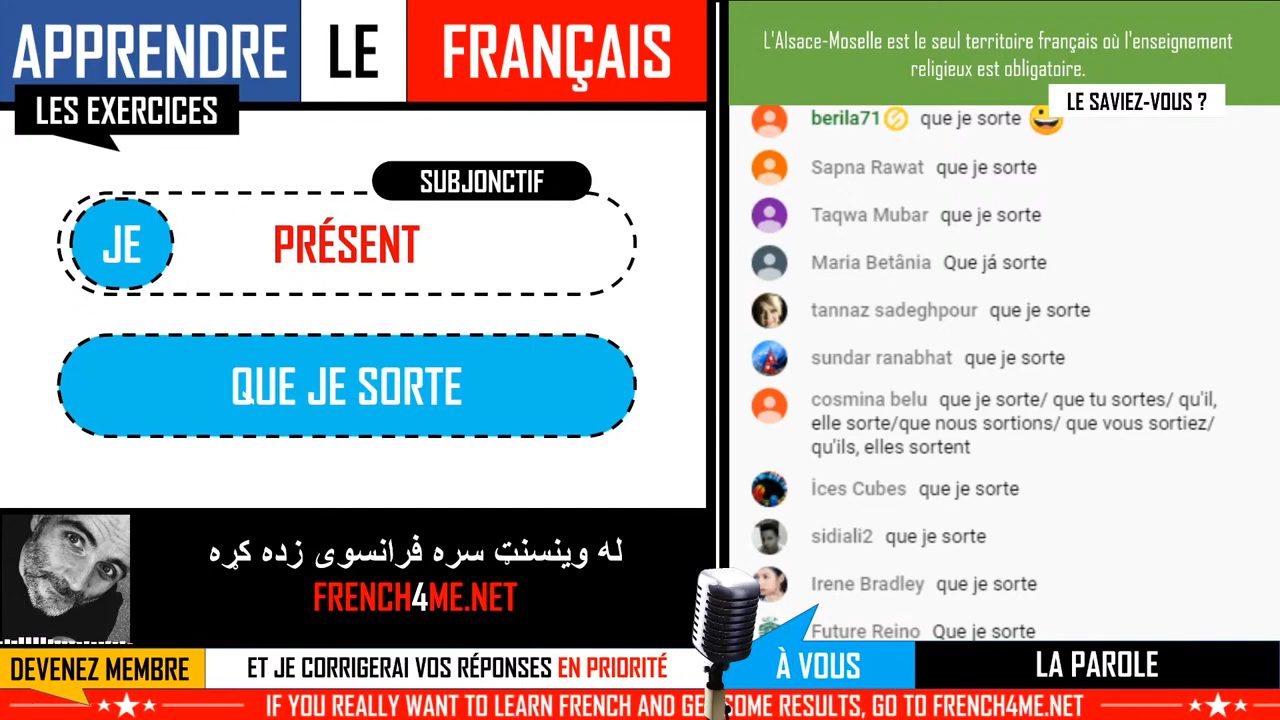 APPRENDRE LE FRANÇAIS
LES EXERCICES
SUBJONCTIF
JE PRÉSENT
QUE JE SORTE
له وینسنټ سره فرانسوی زده کړه
FRENCH4ME.NET
DEVENEZ MEMBRE
ET JE CORRIGERAI VOS RÉPONSES EN PRIORITÉ
L'Alsace-Moselle est le seul territoire français où l'enseignement
religieux est obligatoire.
LE SAVIEZ-VOUS ?
berila71 que je sorte
Sapna Rawat que je sorte
Taqwa Mubar que je sorte
Maria Betânia Que já sorte
tannaz sadeghpour que je sorte
sundar ranabhat que je sorte
cosmina belu que je sorte/ que tu sortes/ qu'il,
elle sorte/que nous sortions/ que vous sortiez/
qu'ils, elles sortent
İces Cubes que je sorte
sidiali2 que je sorte
Irene Bradley que je sorte
Future Reino Que je sorte
À VOUS LA PAROLE
IF YOU REALLY WANT TO LEARN FRENCH AND GE SOME RESULTS, GO TO FRENCH4ME.NET